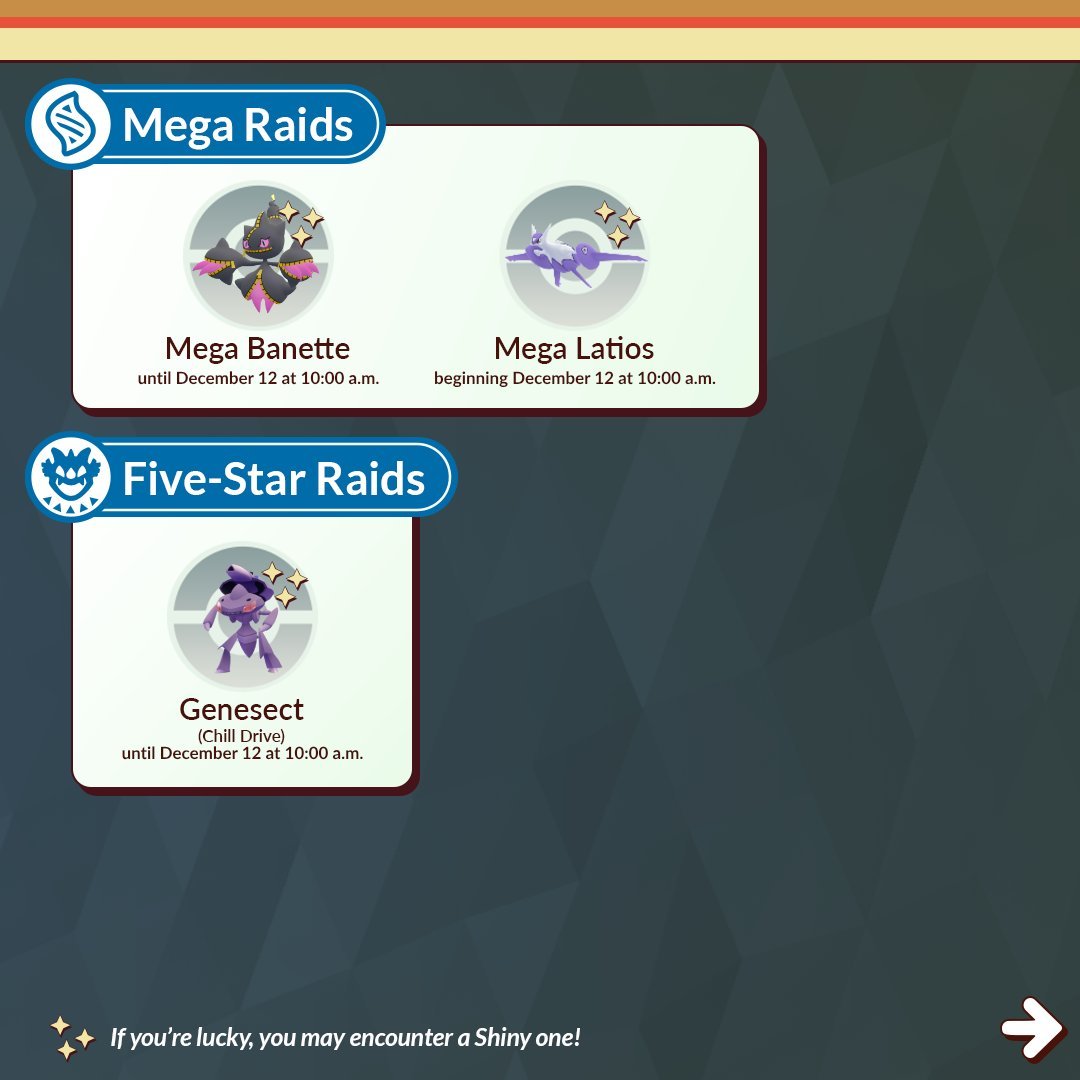 Mega Raids
Mega Banette
until December 12 at 10:00 a.m.
Mega Latios
beginning December 12 at 10:00 a.m.
Five-Star Raids
Genesect
(Chill Drive)
until December 12 at 10:00 a.m.
If you're lucky, you may encounter a Shiny one!